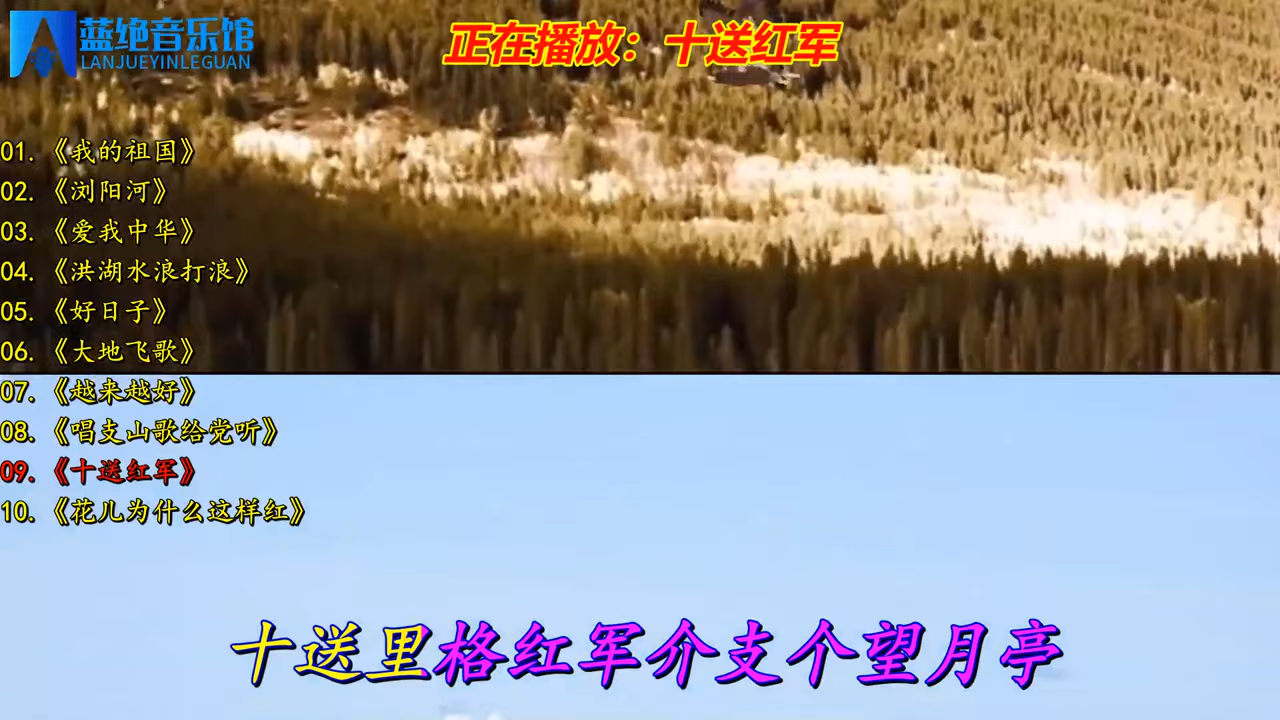 蓝绝音乐馆
LANJUEYINLEGUAN
正在播放：十送红军
01.《我的祖国》
02.《浏阳河》
03.《爱我中华》
04.《洪湖水浪打浪》
05.《好日子》
06.《大地飞歌》
07.《越来越好》
08.《唱支山歌给党听》
09.《十送红军》
10.《花儿为什么这样红》
十送里格红军介支个望月亭